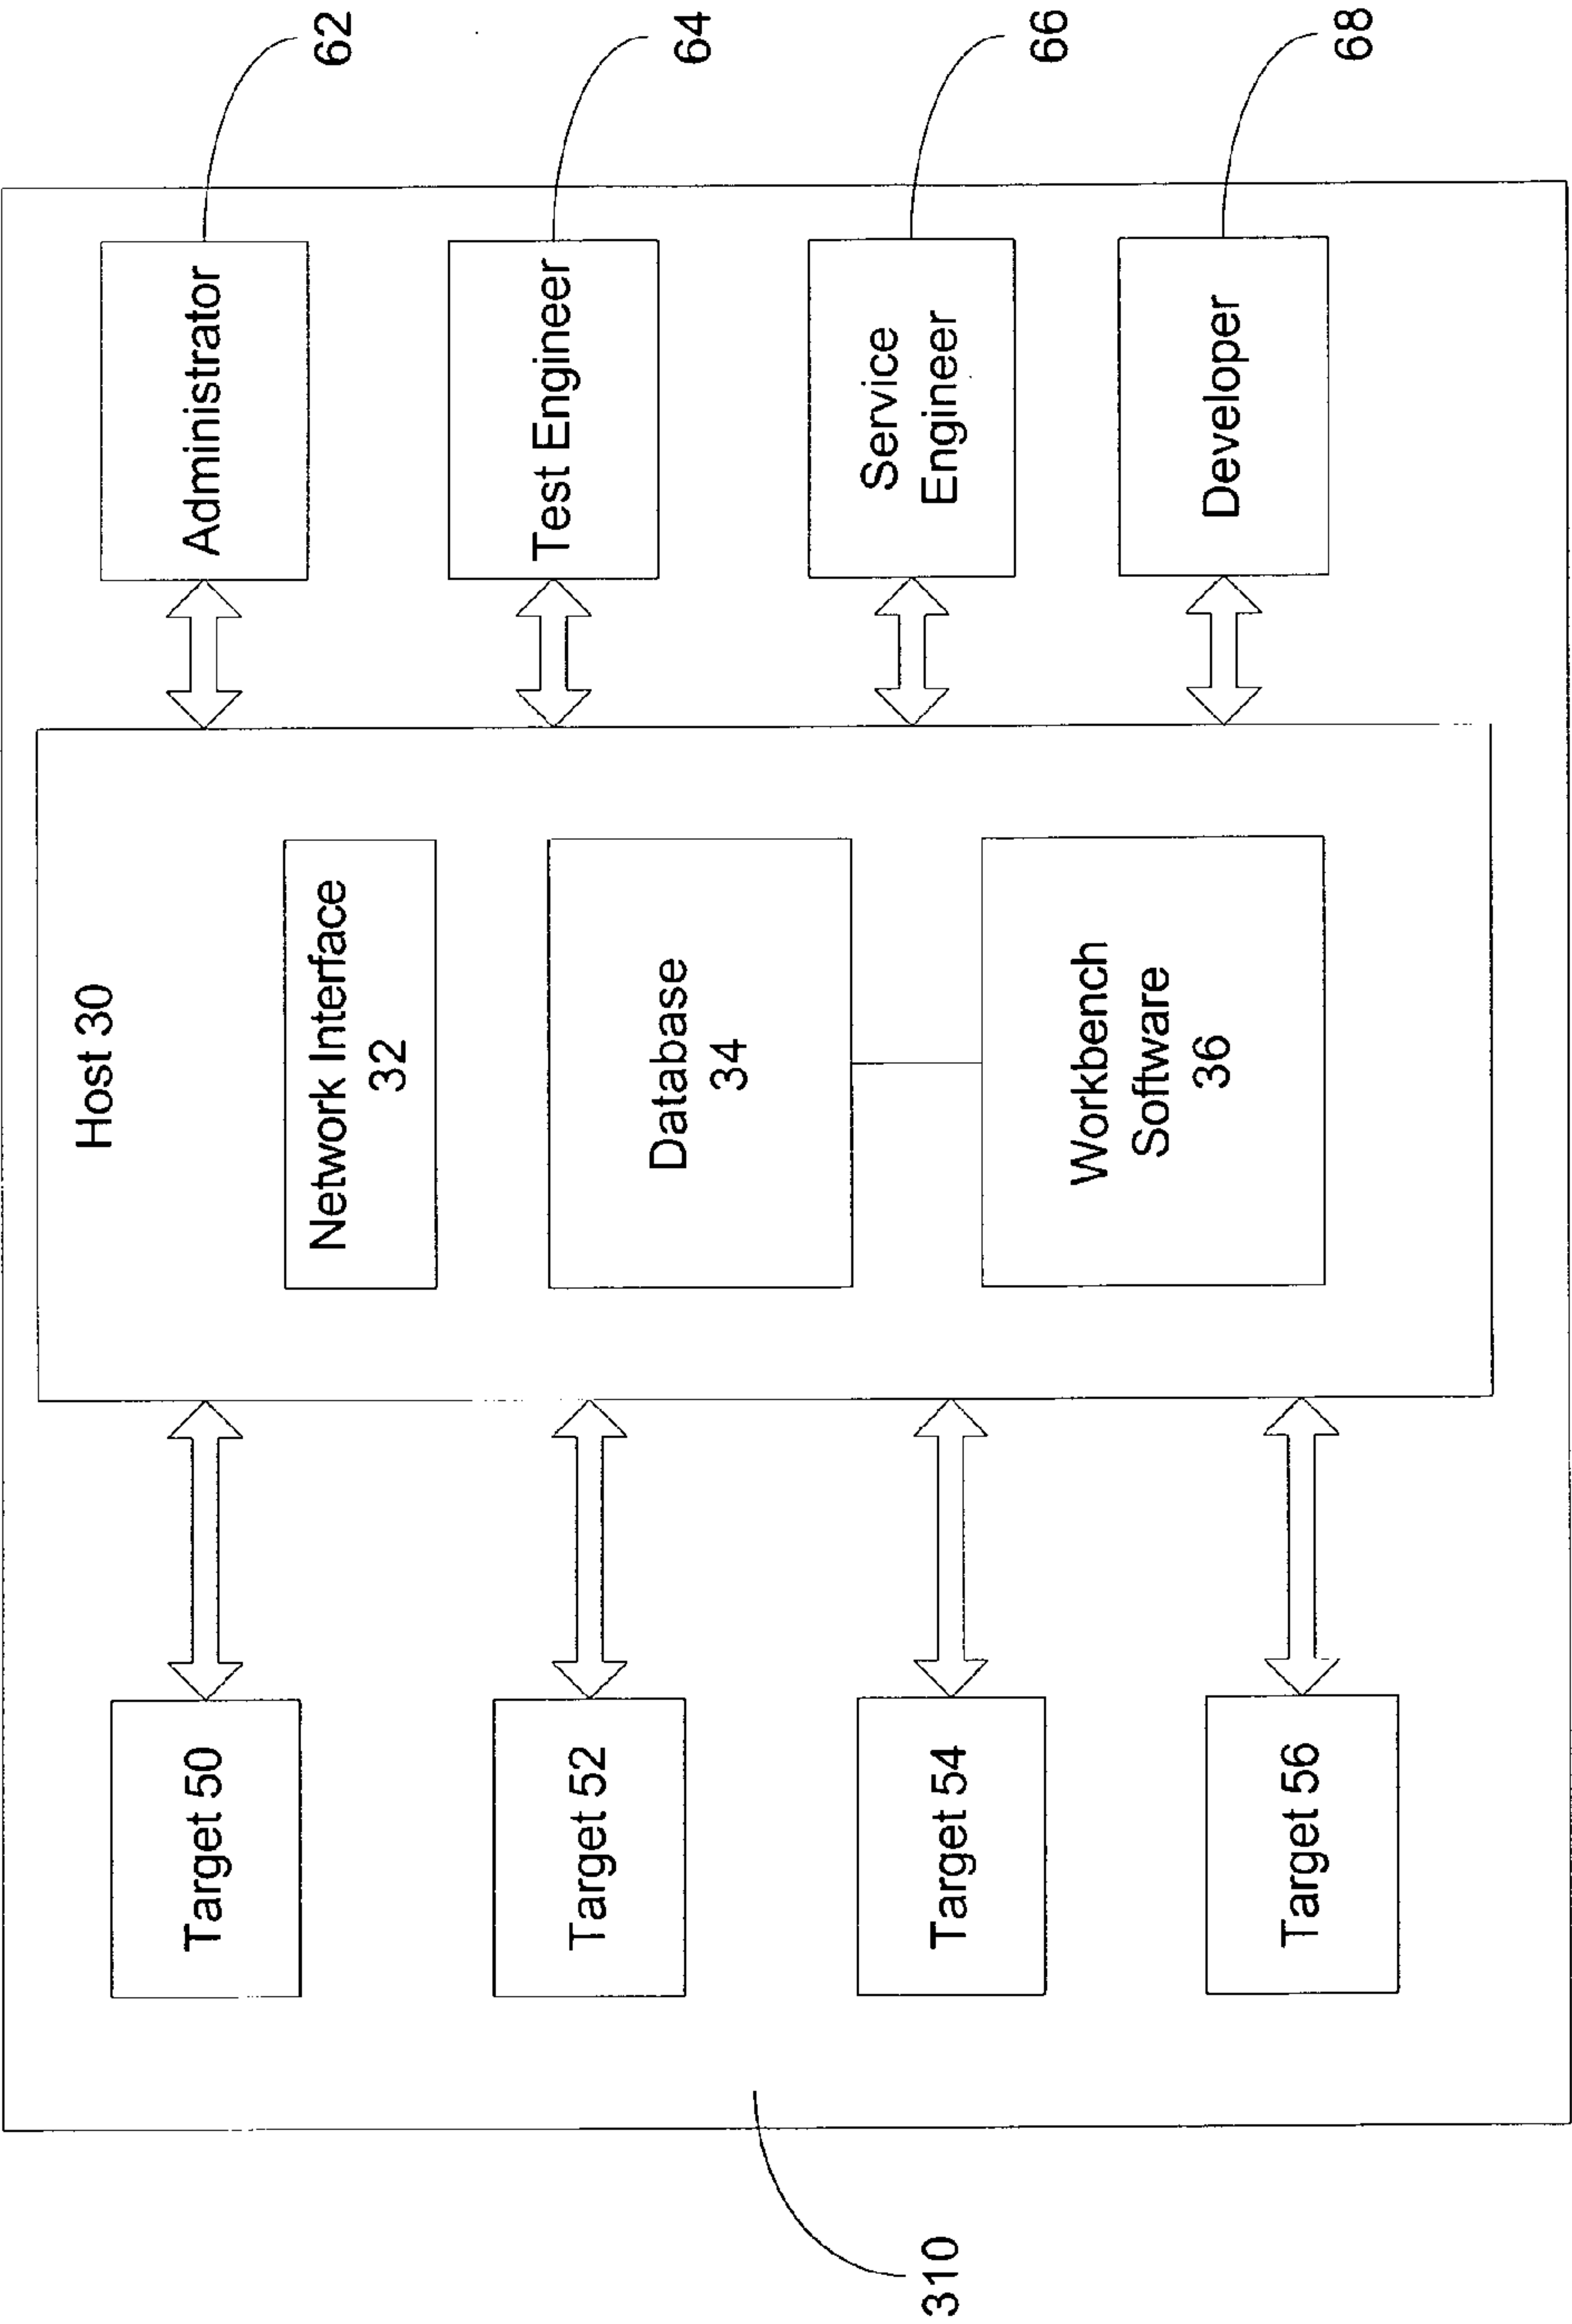 Host 30
Network Interface
32
Database
34
Workbench
Software
36
Target 50
Target 52
Target 54
Target 56
Administrator
Test Engineer
Service
Engineer
Developer
62
64
66
68
310